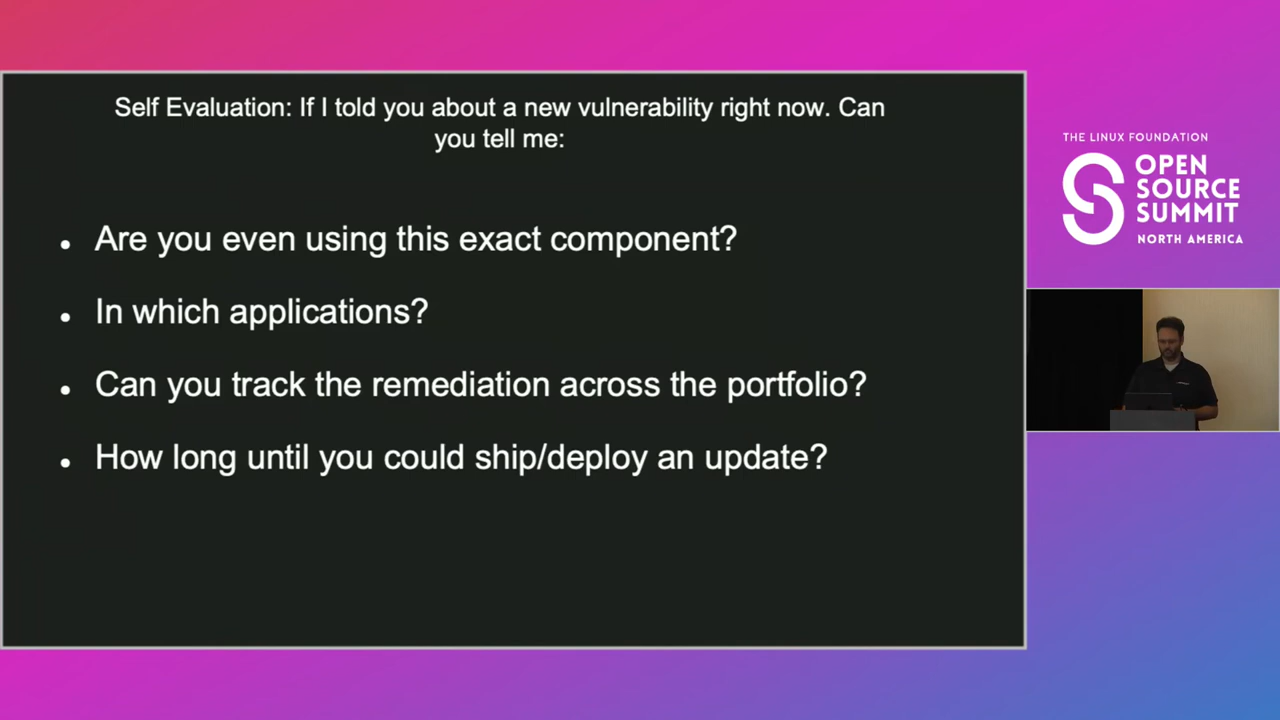 Self Evaluation: If I told you about a new vulnerability right now. Can
you tell me:
• Are you even using this exact component?
• In which applications?
• Can you track the remediation across the portfolio?
• How long until you could ship/deploy an update?
THE LINUX FOUNDATION
OPEN
SOURCE
SUMMIT
NORTH AMERICA